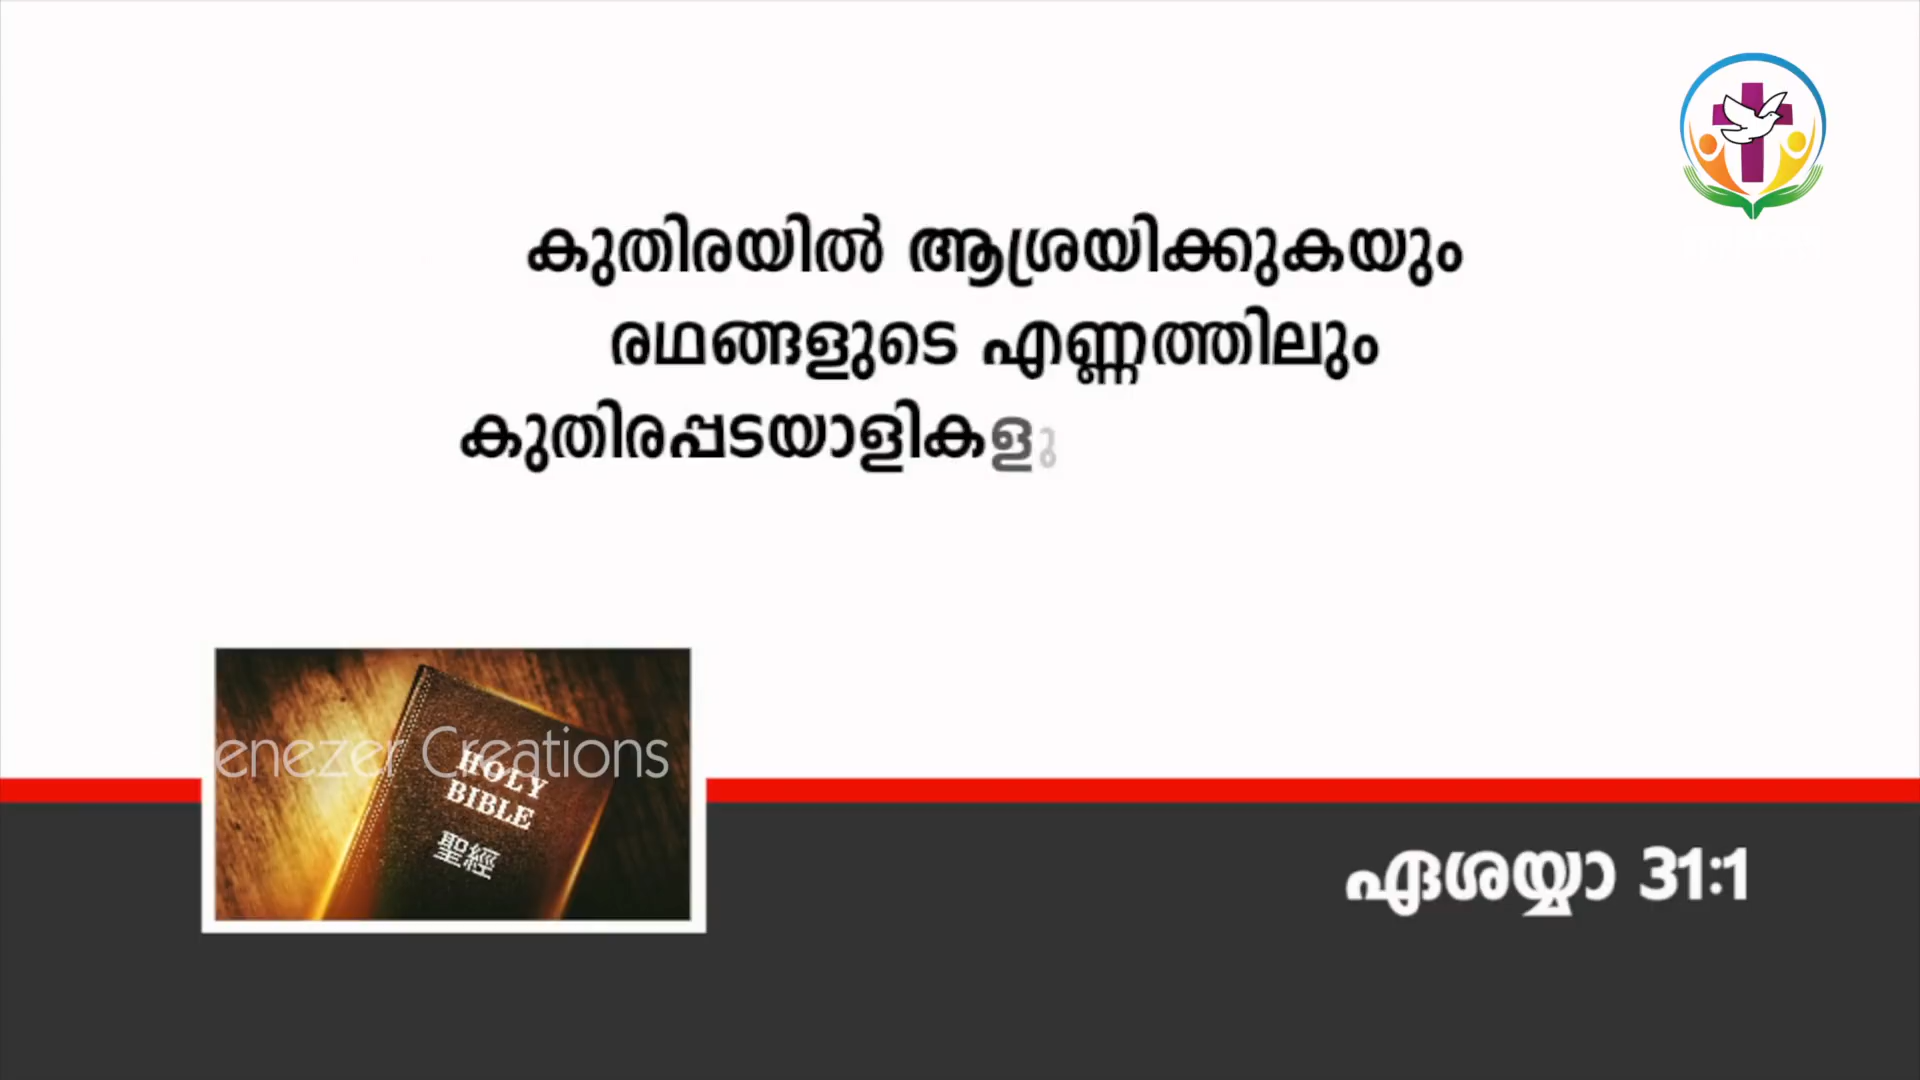 കുതിരയിൽ ആശ്രയിക്കുകയും
രഥങ്ങളുടെ എണ്ണത്തിലും
കുതിരപ്പടയാളികളു
enezer Creations
HOLY
BIBLE
聖經
ഏശയ്യാ 31:1